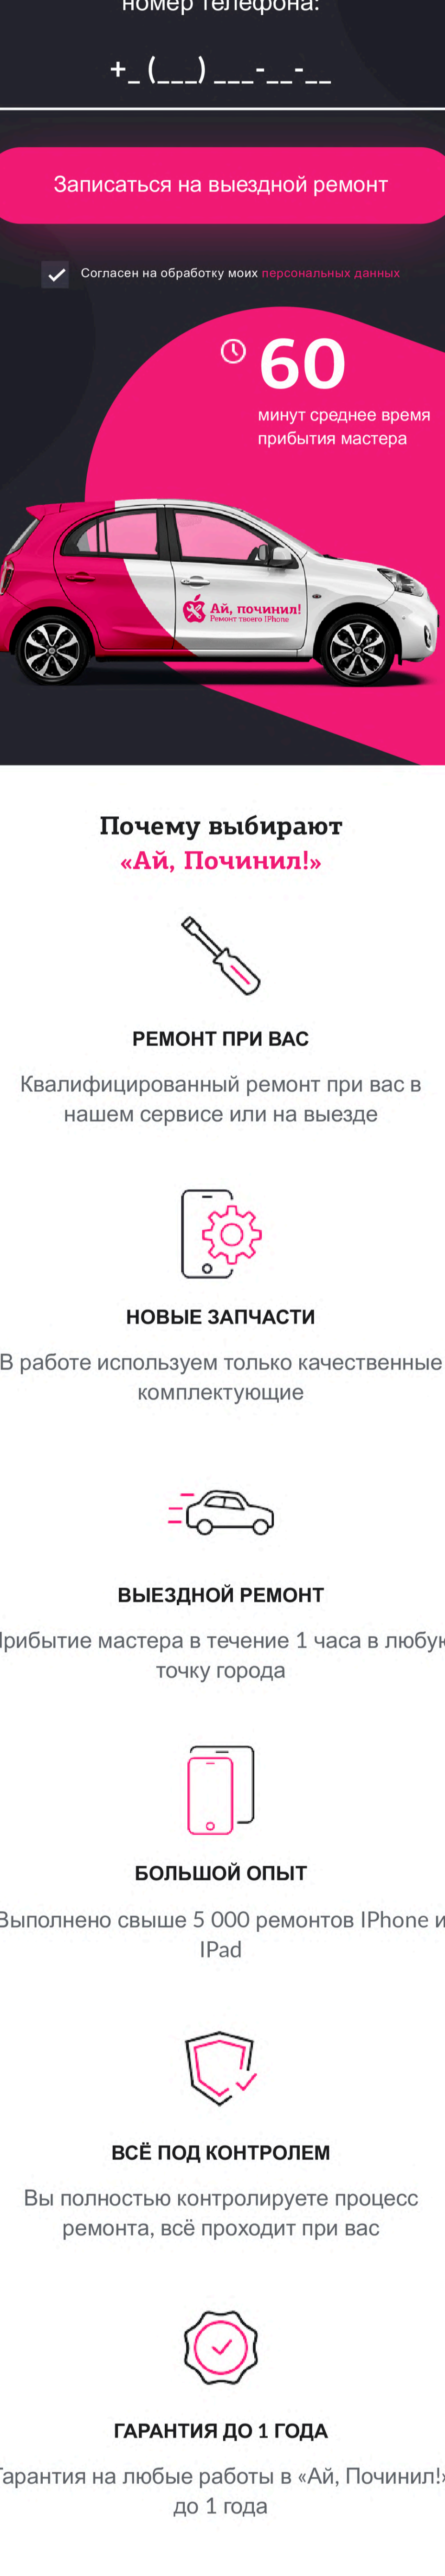 номер телефона:
+_ (___) ___-__-__
Записаться на выездной ремонт
Согласен на обработку моих персональных данных
60
минут среднее время
прибытия мастера
Ай, починил!
Ремонт твоего IPhone
Почему выбирают
«Ай, Починил!»
РЕМОНТ ПРИ ВАС
Квалифицированный ремонт при вас в
нашем сервисе или на выезде
НОВЫЕ ЗАПЧАСТИ
В работе используем только качественные
комплектующие
ВЫЕЗДНОЙ РЕМОНТ
Прибытие мастера в течение 1 часа в любую
точку города
БОЛЬШОЙ ОПЫТ
Выполнено свыше 5 000 ремонтов IPhone и
IPad
ВСЁ ПОД КОНТРОЛЕМ
Вы полностью контролируете процесс
ремонта, всё проходит при вас
ГАРАНТИЯ ДО 1 ГОДА
Гарантия на любые работы в «Ай, Починил!»
до 1 года